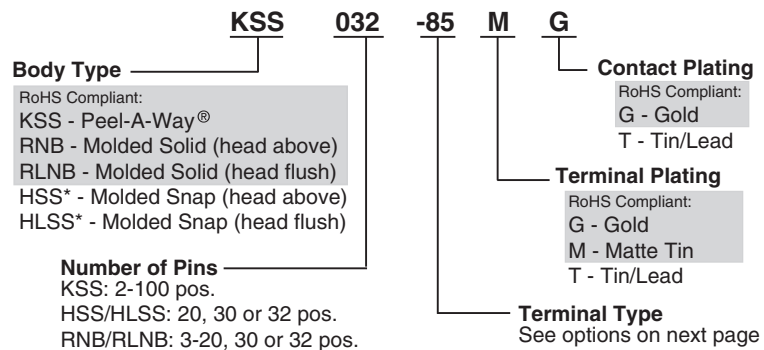 KSS 032 -85 M G
Body Type
RoHS Compliant:
KSS - Peel-A-Way®
RNB - Molded Solid (head above)
RLNB - Molded Solid (head flush)
HSS* - Molded Snap (head above)
HLSS* - Molded Snap (head flush)
Number of Pins
KSS: 2-100 pos.
HSS/HLSS: 20, 30 or 32 pos.
RNB/RLNB: 3-20, 30 or 32 pos.
Contact Plating
RoHS Compliant:
G - Gold
T - Tin/Lead
Terminal Plating
RoHS Compliant:
G - Gold
M - Matte Tin
T - Tin/Lead
Terminal Type
See options on next page